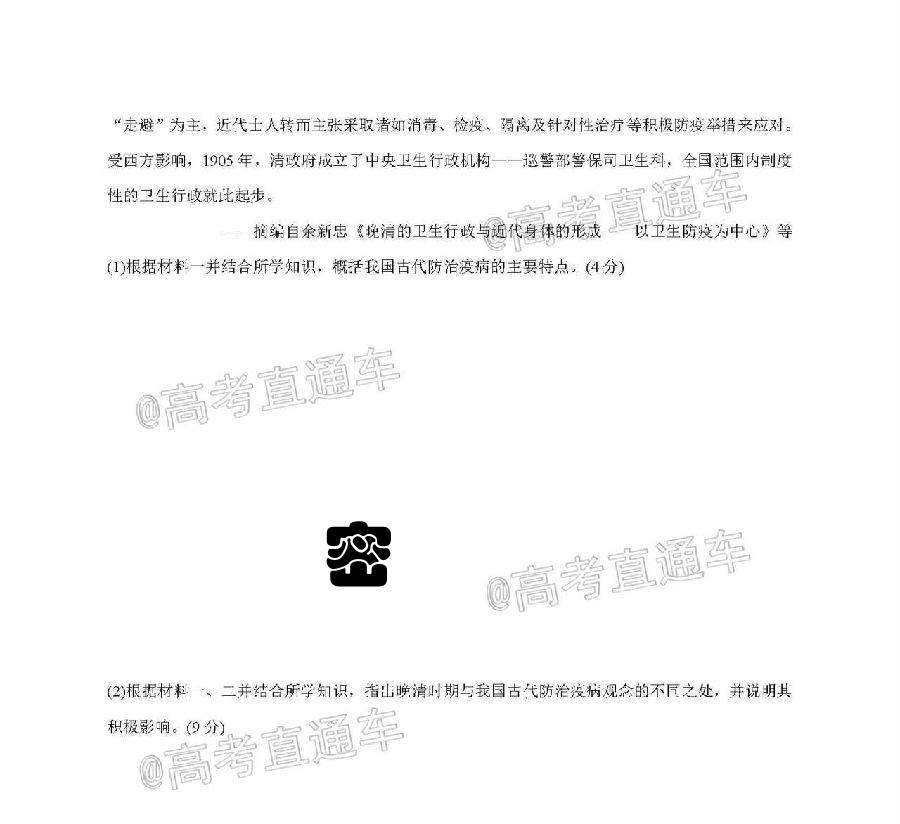 “走避”为主，近代士人转而主张采取诸如消毒、检疫、隔离及针对性治疗等积极防疫举措来应对。
受西方影响，1905 年，清政府成立了中央卫生行政机构——巡警部警保司卫生科，全国范围内制度
性的卫生行政就此起步。
@高考直通车
——摘编自余新忠《晚清的卫生行政与近代身体的形成——以卫生防疫为中心》等
(1)根据材料一并结合所学知识，概括我国古代防治疫病的主要特点。(4 分)
@高考直通车
密
@高考直通车
(2)根据材料一、二并结合所学知识，指出晚清时期与我国古代防治疫病观念的不同之处，并说明其
积极影响。(9 分)
@高考直通车